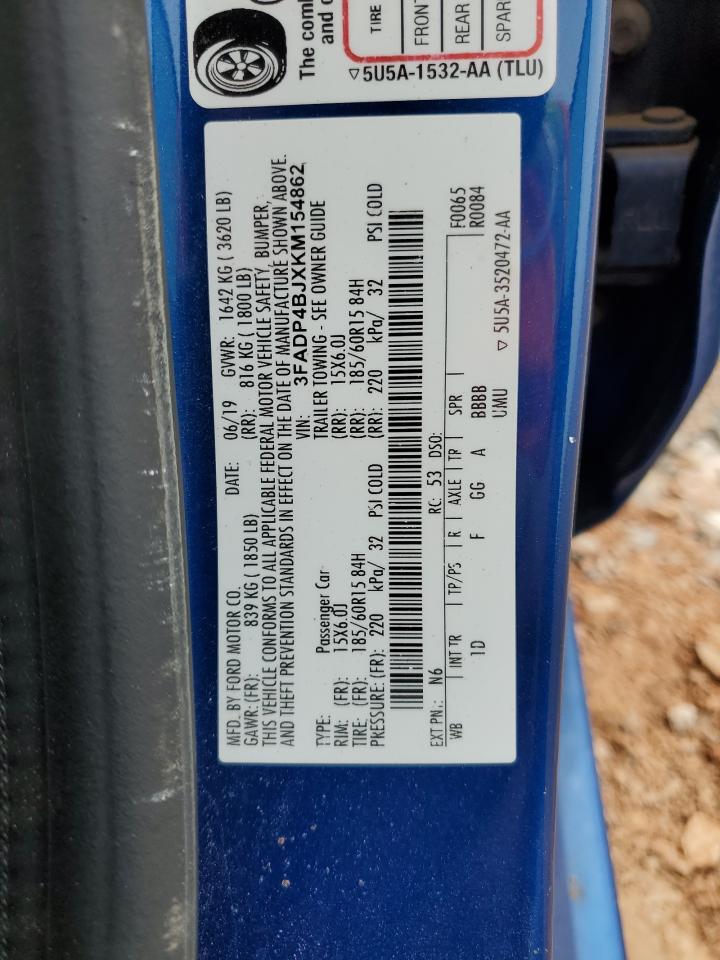 The comb
and c
TIRE
FRONT
REAR
SPAR
▽5U5A-1532-AA (TLU)
MFD. BY FORD MOTOR CO. DATE: 06/19 GVWR: 1642 KG ( 3620 LB)
GAWR: (FR): 839 KG ( 1850 LB) (RR): 816 KG ( 1800 LB)
THIS VEHICLE CONFORMS TO ALL APPLICABLE FEDERAL MOTOR VEHICLE SAFETY, BUMPER,
AND THEFT PREVENTION STANDARDS IN EFFECT ON THE DATE OF MANUFACTURE SHOWN ABOVE.
VIN: 3FADP4BJXKM154862
TYPE: Passenger Car TRAILER TOWING - SEE OWNER GUIDE
RIM: (FR): 15X6.0J (RR): 15X6.0J
TIRE: (FR): 185/60R15 84H (RR): 185/60R15 84H
PRESSURE: (FR): 220 kPa/ 32 PSI COLD (RR): 220 kPa/ 32 PSI COLD
EXT PN.: N6 RC: 53 DSO: F0065
WB INT TR TP/PS R AXLE TR SPR R0084
1D F GG A BBBB
UMU ▽ 5U5A-3520472-AA